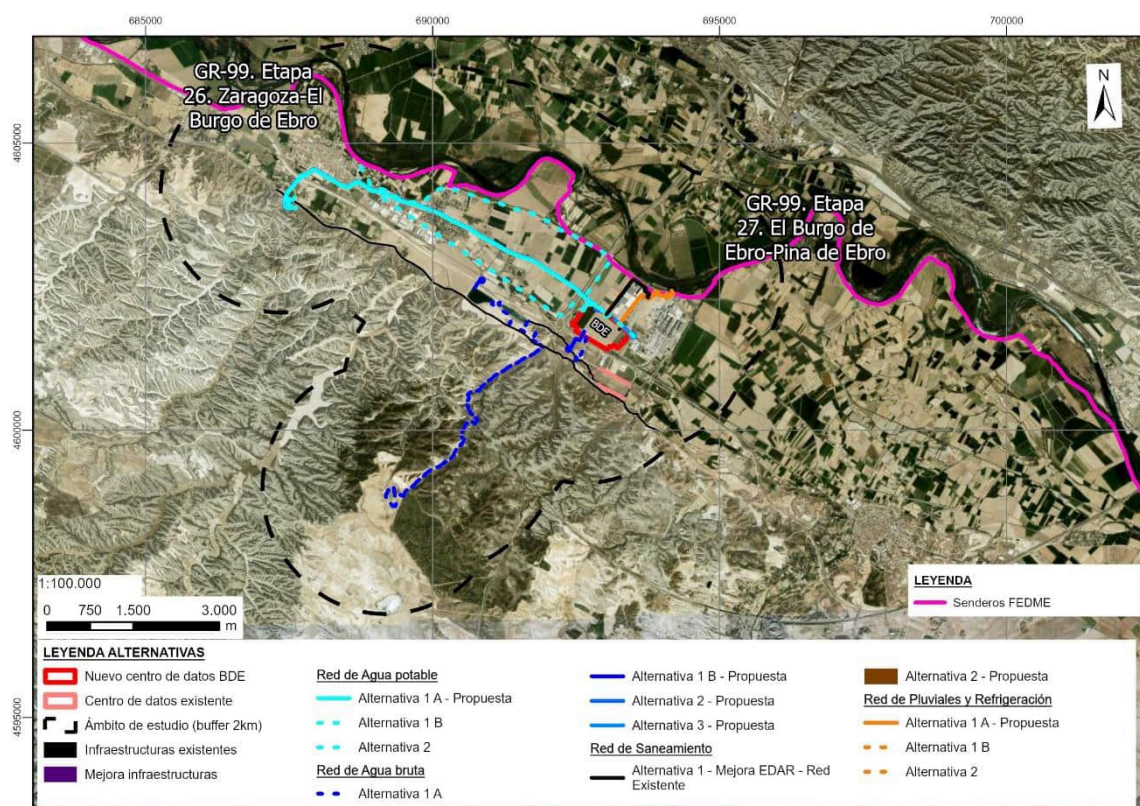 685000
690000
695000
700000
GR-99. Etapa
26. Zaragoza-El
Burgo de Ebro
N
4605000
GR-99. Etapa
27. El Burgo de
Ebro-Pina de Ebro
BDE
4600000
1:100.000
0 750 1.500 3.000
m
LEYENDA
Senderos FEDME
4595000
LEYENDA ALTERNATIVAS
Nuevo centro de datos BDE
Centro de datos existente
Ámbito de estudio (buffer 2km)
Infraestructuras existentes
Mejora infraestructuras
Red de Agua potable
Alternativa 1 A - Propuesta
Alternativa 1 B
Alternativa 2
Red de Agua bruta
Alternativa 1 A
Alternativa 1 B - Propuesta
Alternativa 2 - Propuesta
Alternativa 3 - Propuesta
Red de Saneamiento
Alternativa 1 - Mejora EDAR - Red
Existente
Alternativa 2 - Propuesta
Red de Pluviales y Refrigeración
Alternativa 1 A - Propuesta
Alternativa 1 B
Alternativa 2